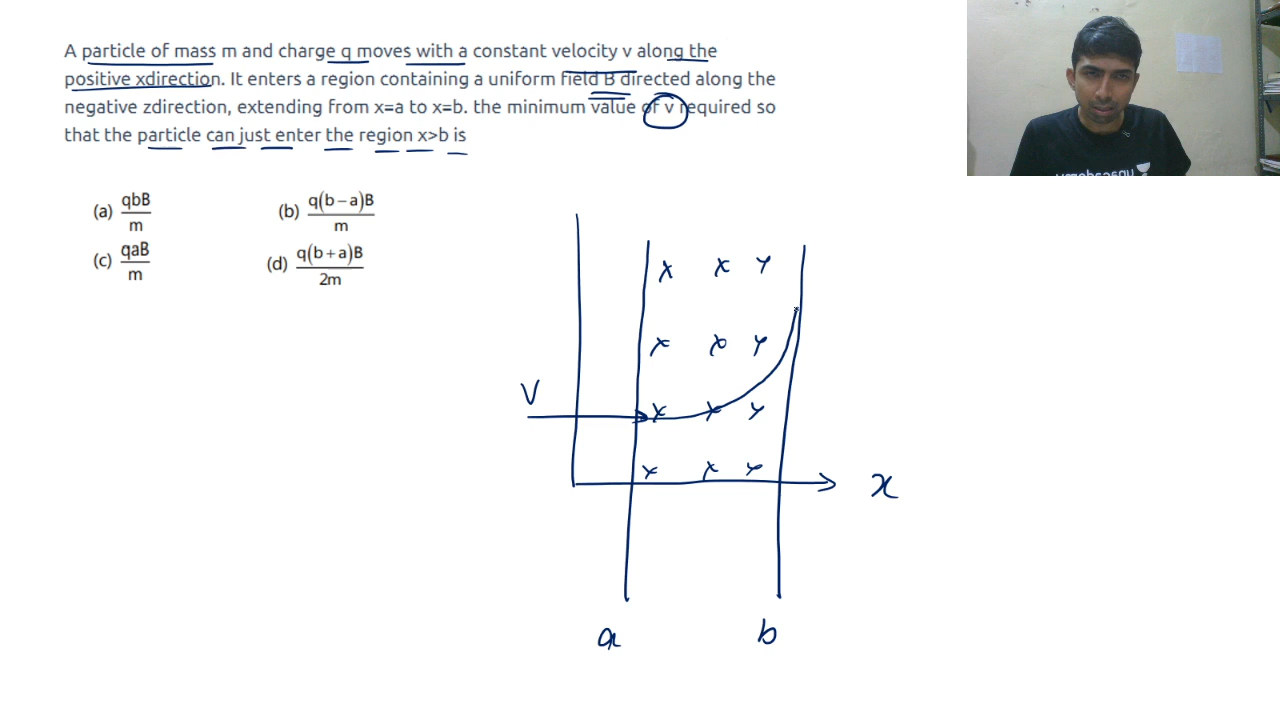 A particle of mass m and charge q moves with a constant velocity v along the
positive xdirection. It enters a region containing a uniform field B directed along the
negative zdirection, extending from x=a to x=b. the minimum value of v required so
that the particle can just enter the region x>b is
(a) qbB/m (b) q(b−a)B/m
(c) qaB/m (d) q(b+a)B/2m
x x x
x x x
V
x x x
x x x
x
a b